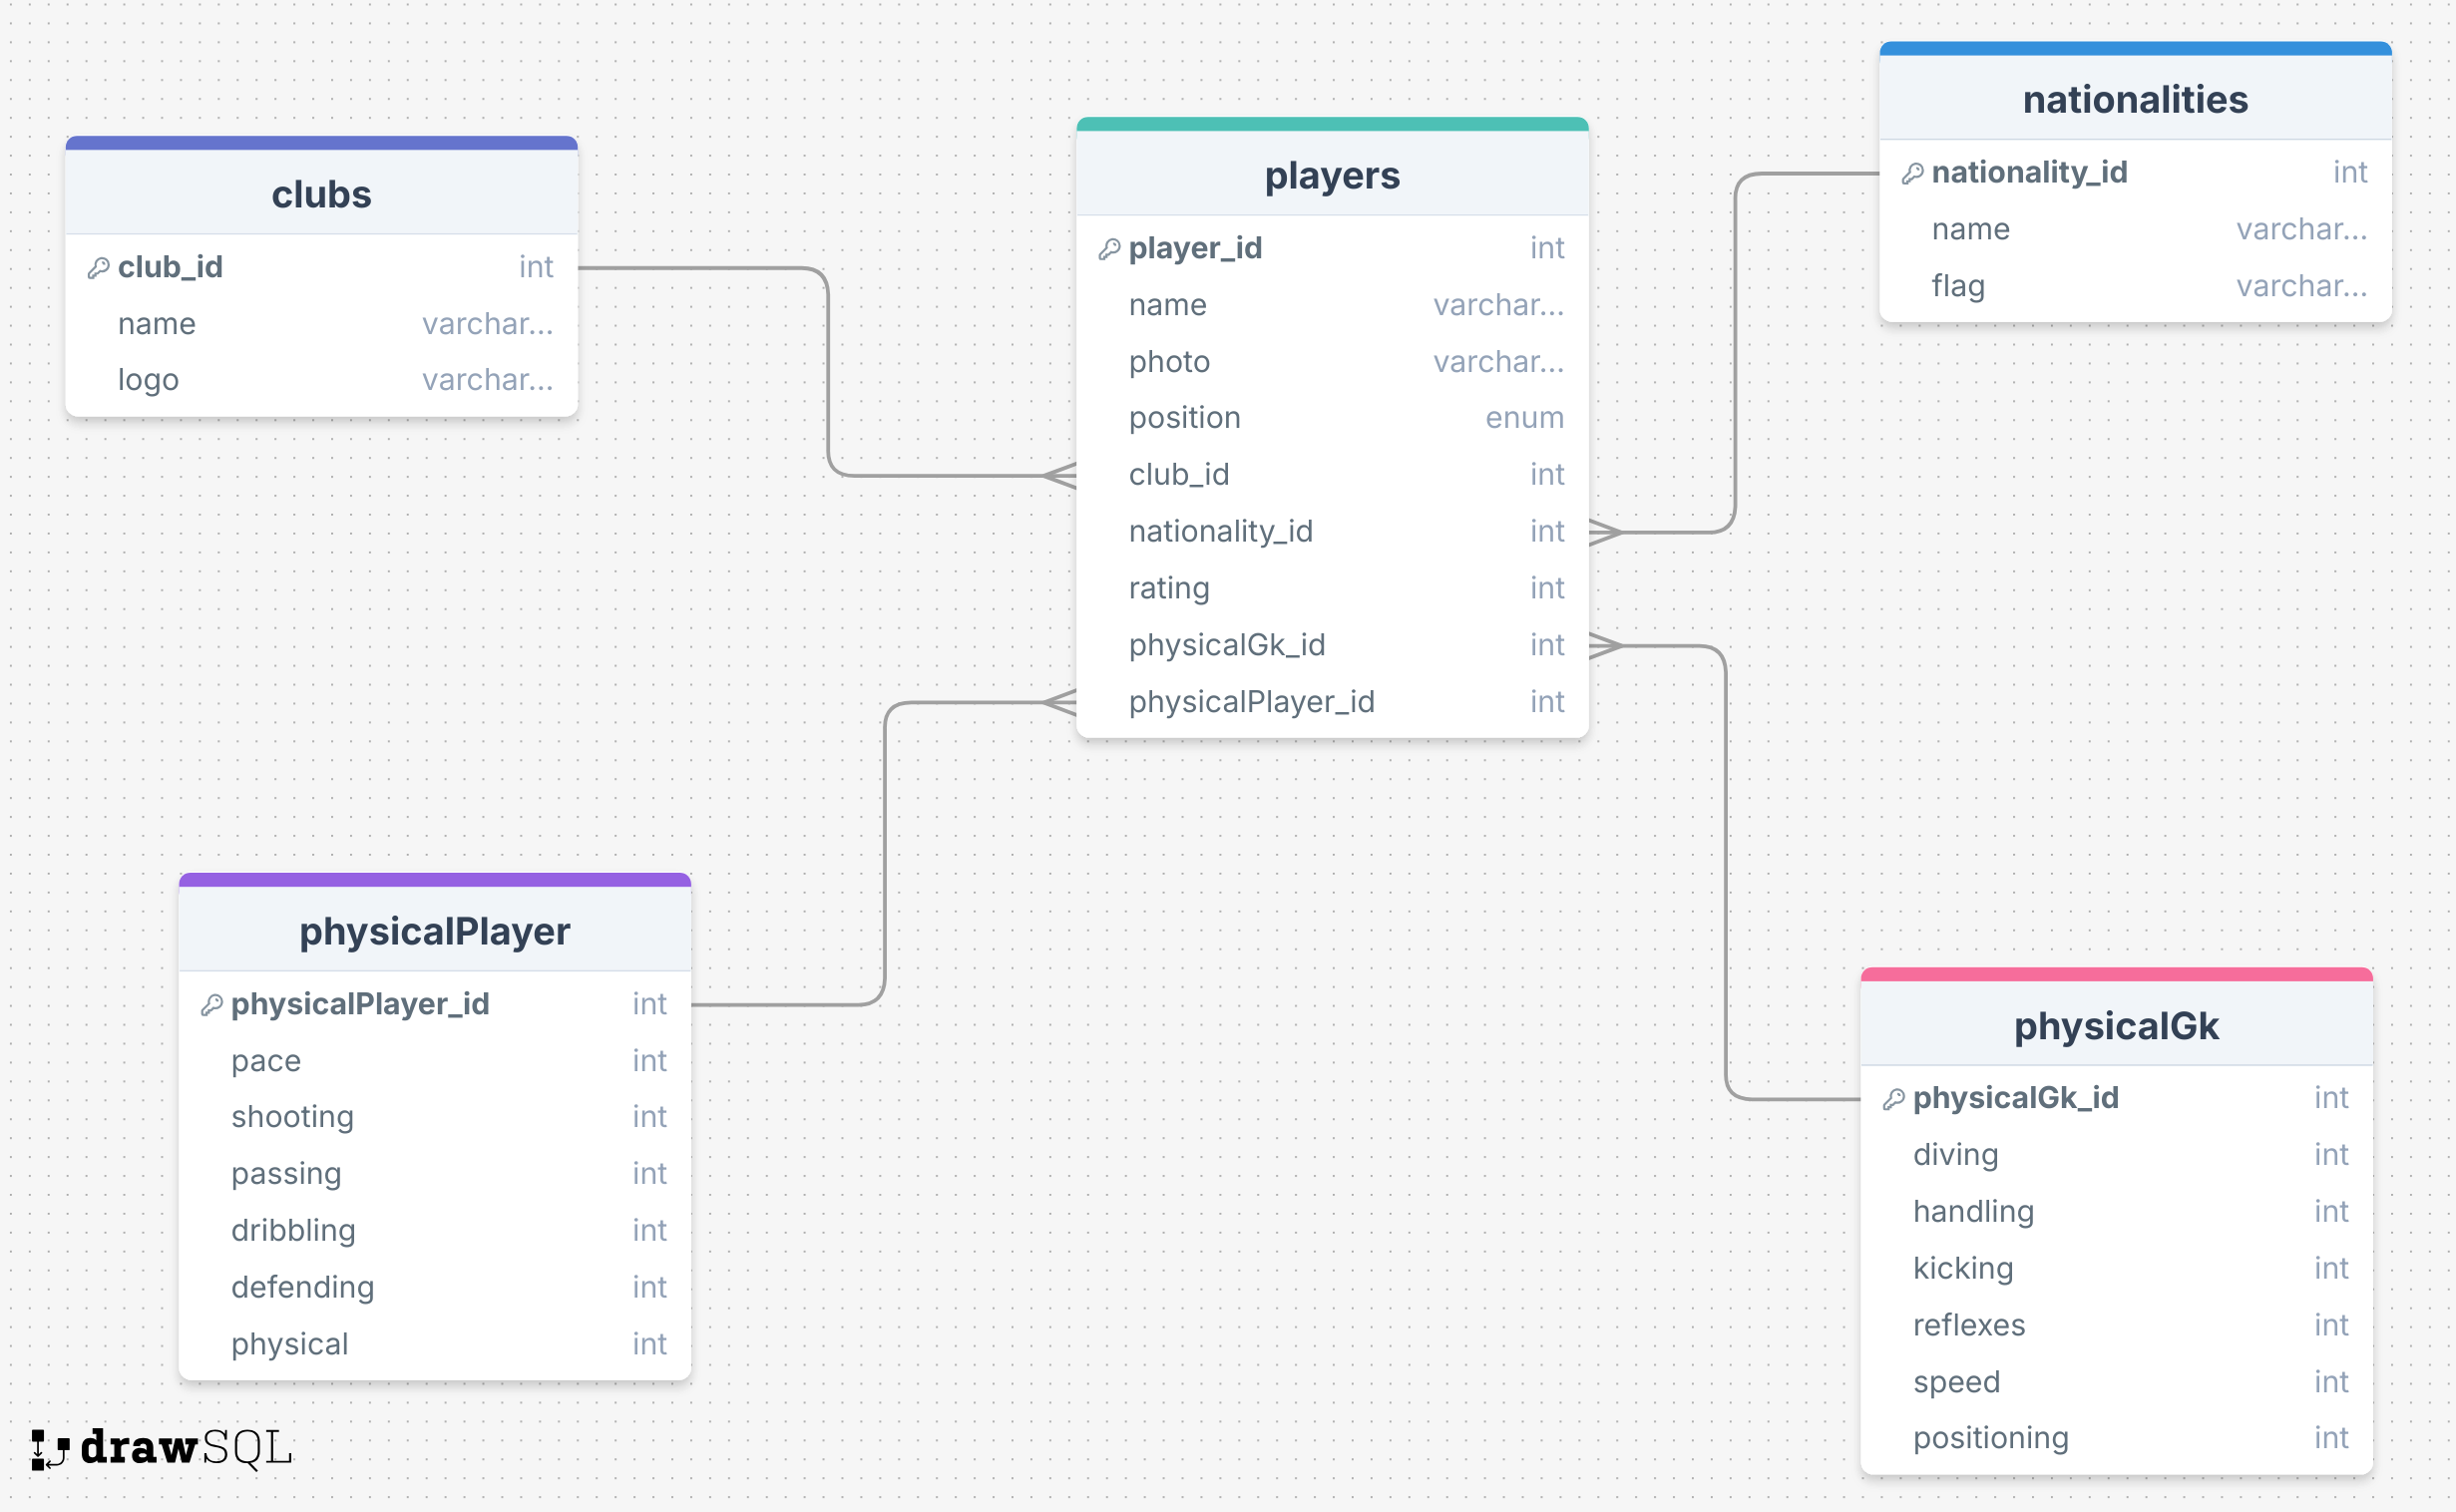 clubs
club_id int
name varchar...
logo varchar...
players
player_id int
name varchar...
photo varchar...
position enum
club_id int
nationality_id int
rating int
physicalGk_id int
physicalPlayer_id int
nationalities
nationality_id int
name varchar...
flag varchar...
physicalPlayer
physicalPlayer_id int
pace int
shooting int
passing int
dribbling int
defending int
physical int
physicalGk
physicalGk_id int
diving int
handling int
kicking int
reflexes int
speed int
positioning int
drawSQL